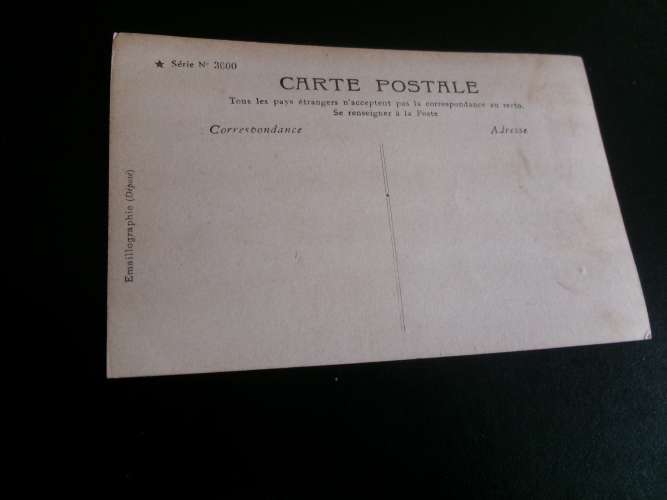 ★ Série N° 3600
CARTE POSTALE
Tous les pays étrangers n'acceptent pas la correspondance au recto.
Se renseigner à la Poste
Correspondance
Adresse
Emaillographie (Déposé)